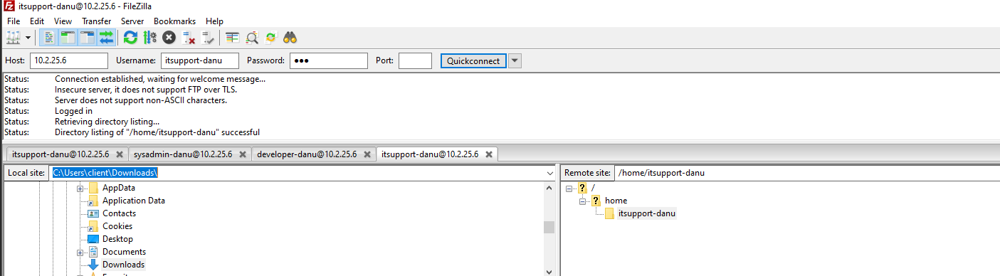 itsupport-danu@10.2.25.6 - FileZilla
File Edit View Transfer Server Bookmarks Help
Host: 10.2.25.6 Username: itsupport-danu Password: ●●● Port: Quickconnect
Status: Connection established, waiting for welcome message...
Status: Insecure server, it does not support FTP over TLS.
Status: Server does not support non-ASCII characters.
Status: Logged in
Status: Retrieving directory listing...
Status: Directory listing of "/home/itsupport-danu" successful
itsupport-danu@10.2.25.6 sysadmin-danu@10.2.25.6 developer-danu@10.2.25.6 itsupport-danu@10.2.25.6
Local site: C:\Users\client\Downloads\
AppData
Application Data
Contacts
Cookies
Desktop
Documents
Downloads
Remote site: /home/itsupport-danu
/
home
itsupport-danu